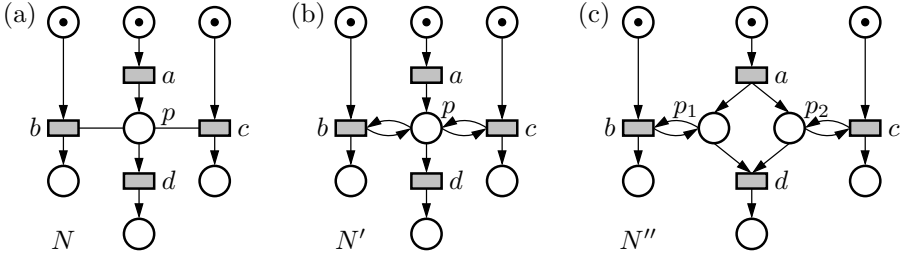 (a) (b) (c)
a a a
b p c b p c b p₁ p₂ c
d d d
N N′ N″